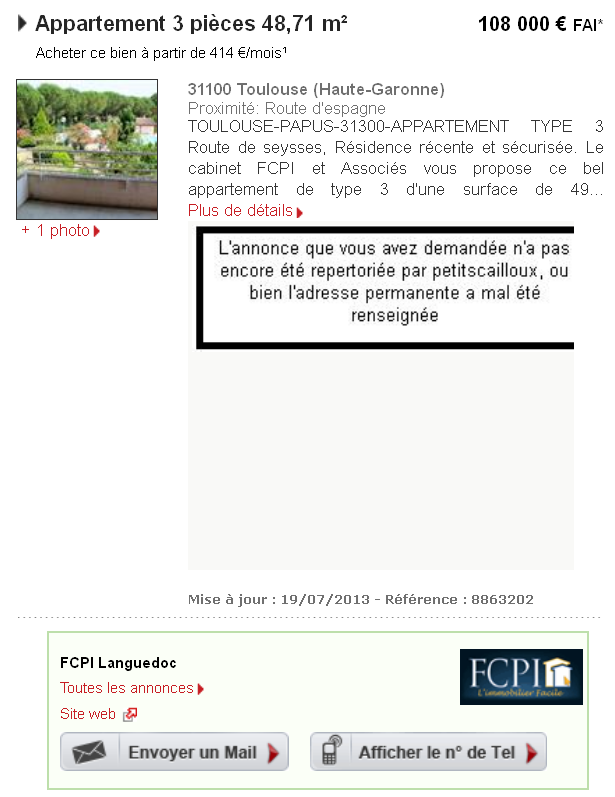 Appartement 3 pièces 48,71 m² 108 000 € FAI*
Acheter ce bien à partir de 414 €/mois¹
31100 Toulouse (Haute-Garonne)
Proximité: Route d'espagne
TOULOUSE-PAPUS-31300-APPARTEMENT TYPE 3
Route de seysses, Résidence récente et sécurisée. Le
cabinet FCPI et Associés vous propose ce bel
appartement de type 3 d'une surface de 49...
Plus de détails
+ 1 photo
L'annonce que vous avez demandée n'a pas
encore été repertoriée par petitscailloux, ou
bien l'adresse permanente a mal été
renseignée
Mise à jour : 19/07/2013 - Référence : 8863202
FCPI Languedoc
Toutes les annonces
Site web
FCPI
L'immobilier Facile
Envoyer un Mail
Afficher le n° de Tel